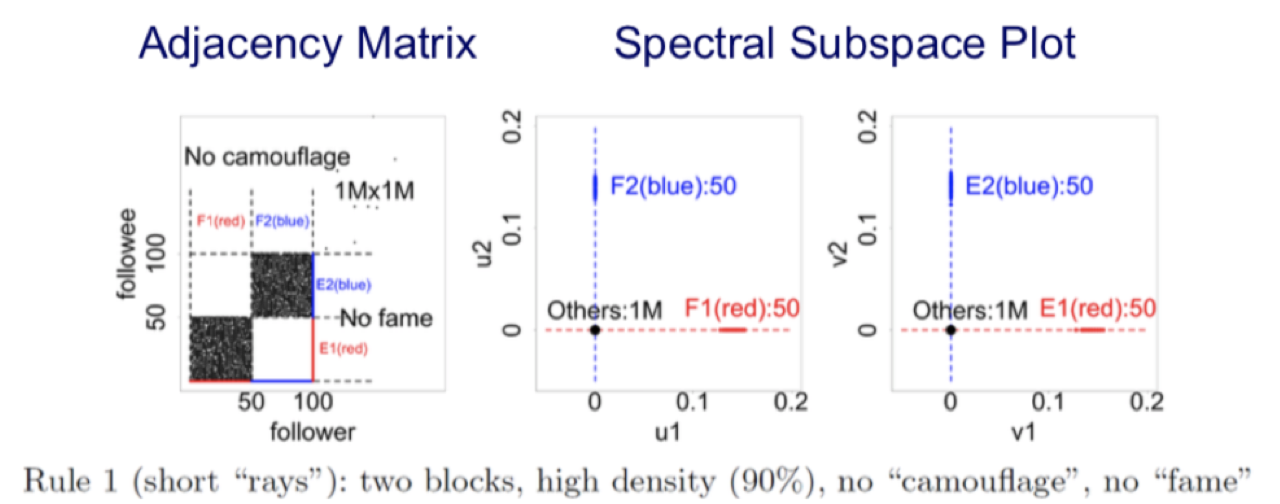 Adjacency Matrix
Spectral Subspace Plot
No camouflage
1Mx1M
F1(red)
F2(blue)
E2(blue)
No fame
E1(red)
followee
100
50
50
100
follower
0.2
0.1
0
u2
F2(blue):50
Others:1M
F1(red):50
0
0.1
0.2
u1
0.2
0.1
0
v2
E2(blue):50
Others:1M
E1(red):50
0
0.1
0.2
v1
Rule 1 (short “rays”): two blocks, high density (90%), no “camouflage”, no “fame”